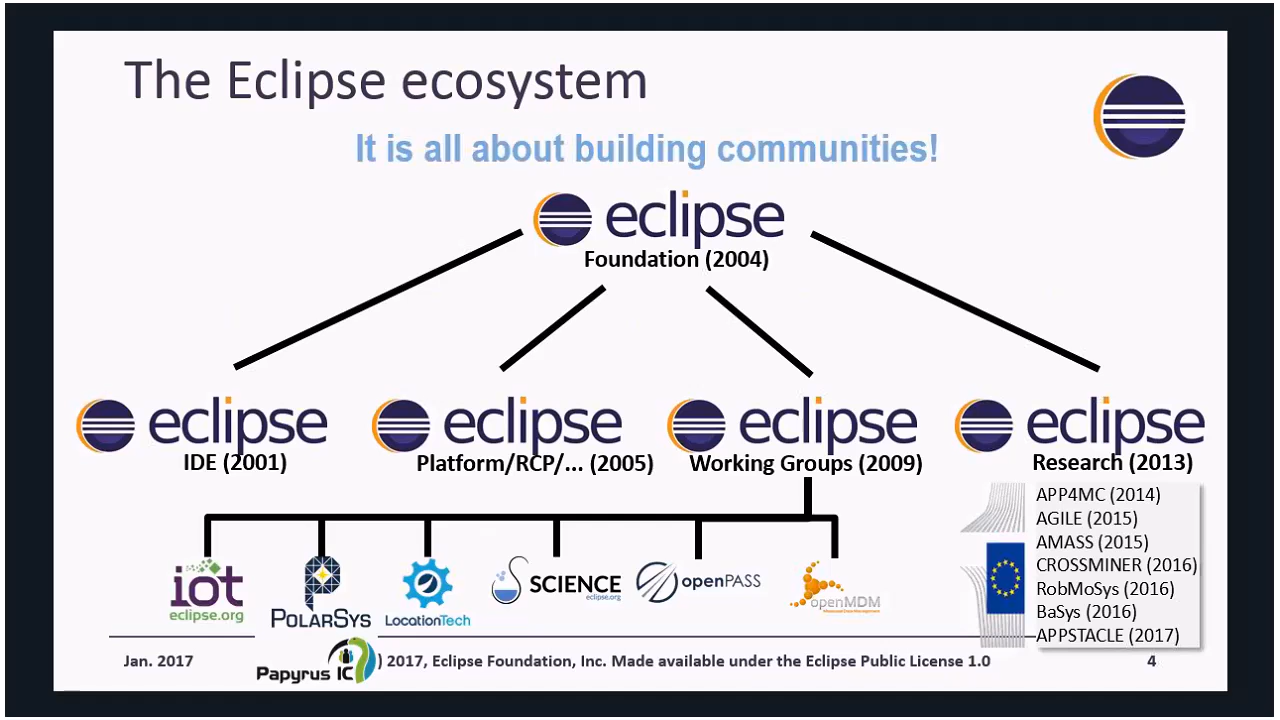 The Eclipse ecosystem
It is all about building communities!
eclipse
Foundation (2004)
eclipse
IDE (2001)
eclipse
Platform/RCP/... (2005)
eclipse
Working Groups (2009)
eclipse
Research (2013)
iot
eclipse.org
POLARSYS
LocationTech
SCIENCE
eclipse.org
openPASS
openMDM
APP4MC (2014)
AGILE (2015)
AMASS (2015)
CROSSMINER (2016)
RobMoSys (2016)
BaSys (2016)
APPSTACLE (2017)
Jan. 2017
Papyrus IC
) 2017, Eclipse Foundation, Inc. Made available under the Eclipse Public License 1.0
4